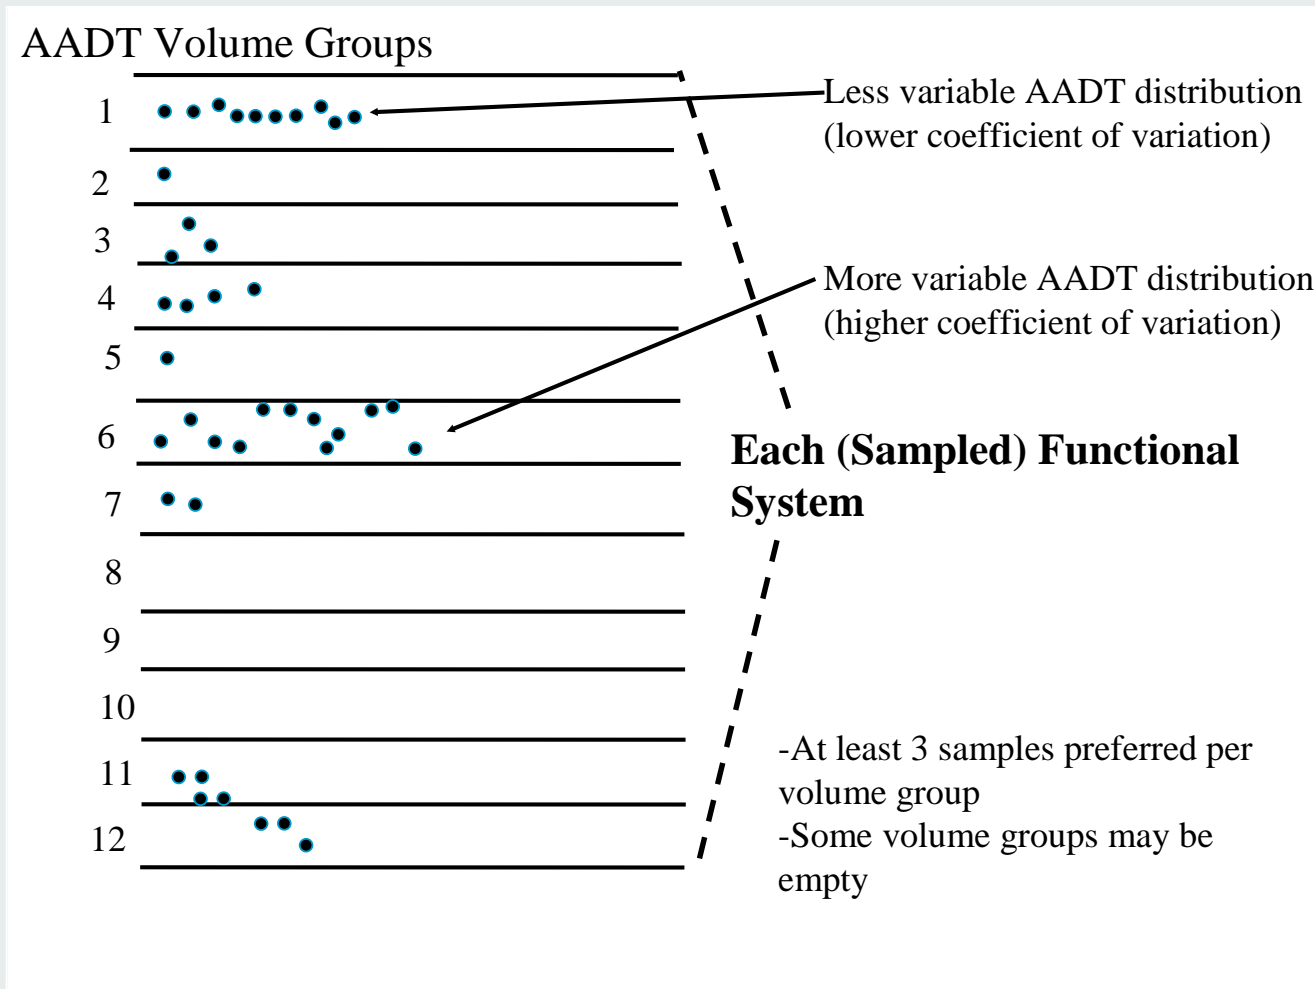 AADT Volume Groups
1
2
3
4
5
6
7
8
9
10
11
12
Less variable AADT distribution
(lower coefficient of variation)
More variable AADT distribution
(higher coefficient of variation)
Each (Sampled) Functional
System
-At least 3 samples preferred per
volume group
-Some volume groups may be
empty